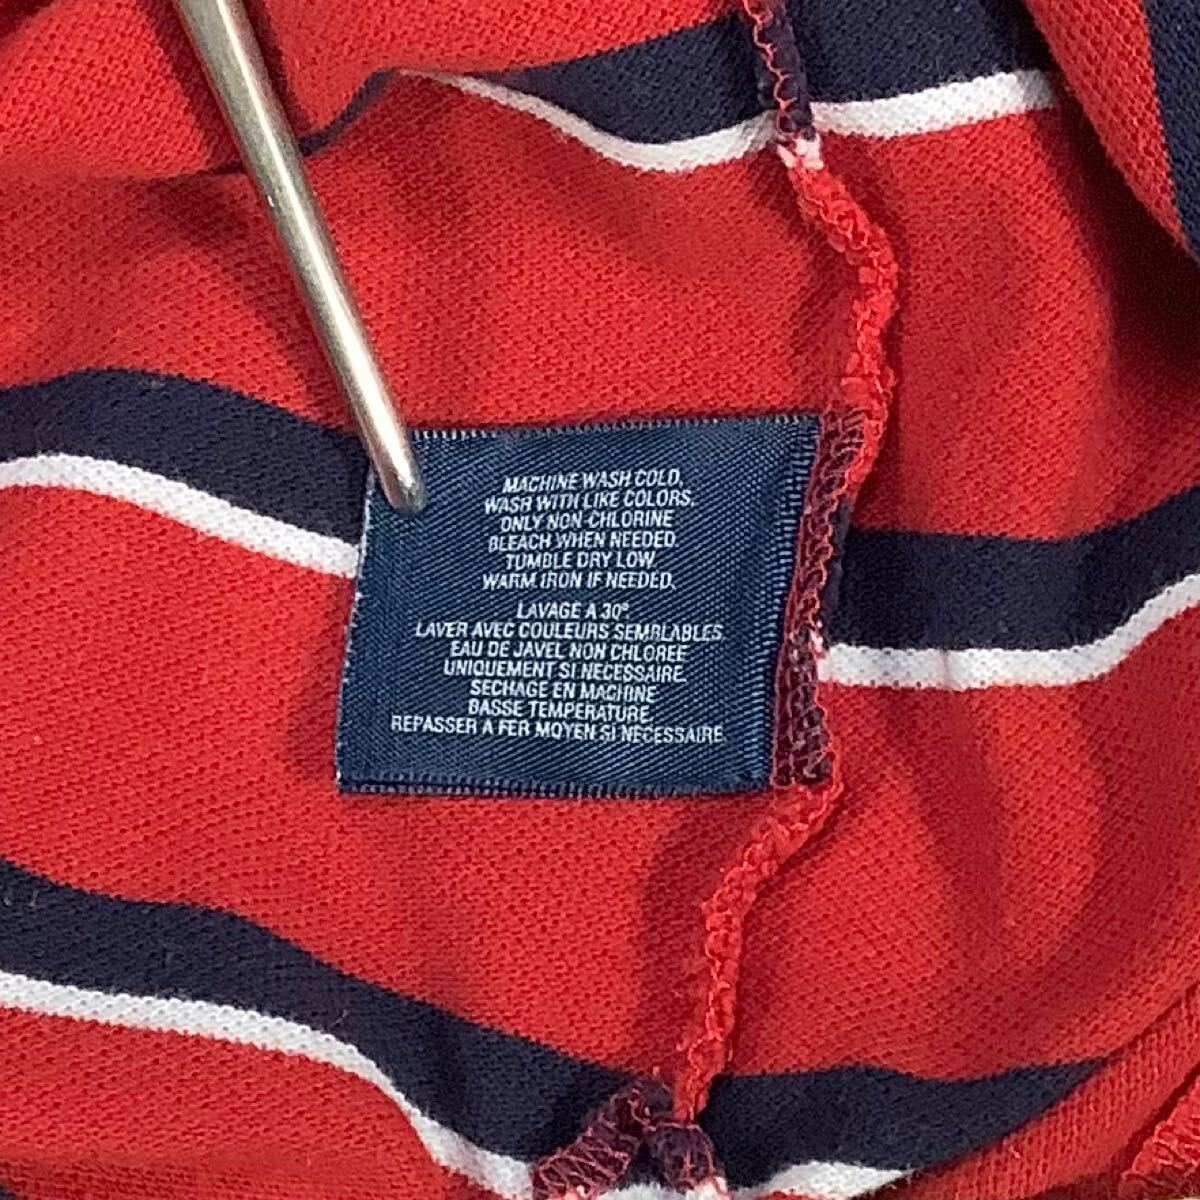 MACHINE WASH COLD,
WASH WITH LIKE COLORS.
ONLY NON-CHLORINE
BLEACH WHEN NEEDED.
TUMBLE DRY LOW.
WARM IRON IF NEEDED.
LAVAGE A 30°.
LAVER AVEC COULEURS SEMBLABLES.
EAU DE JAVEL NON CHLOREE
UNIQUEMENT SI NECESSAIRE.
SECHAGE EN MACHINE
BASSE TEMPERATURE.
REPASSER A FER MOYEN SI NECESSAIRE.